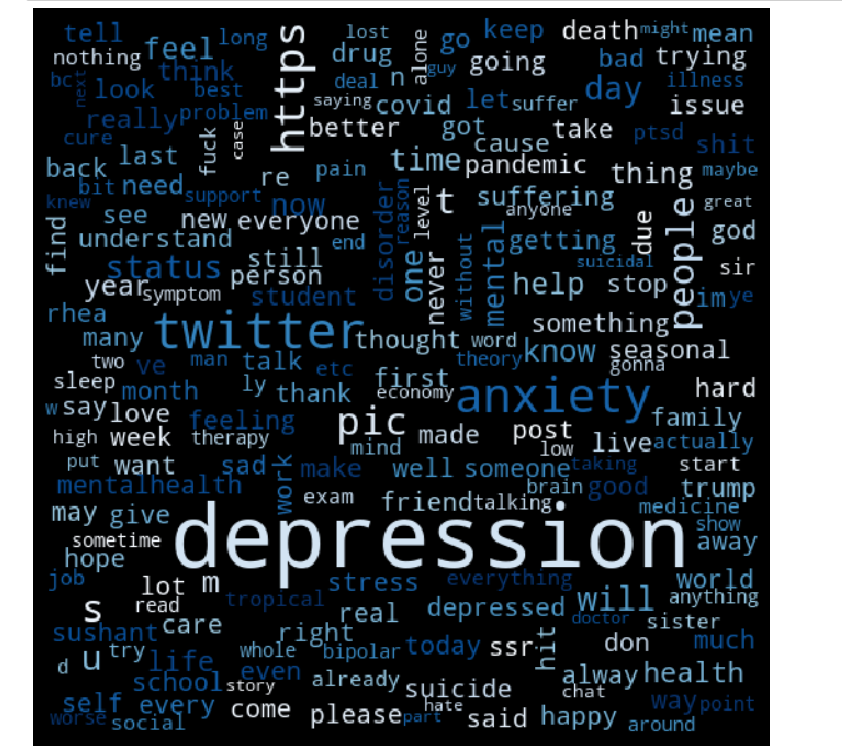 tell lost go keep death might mean
nothing feel long https drug alone going bad trying
bc next look think best deal n guy day illness
really problem saying covid let suffer issue
cure fuck case better got cause take ptsd shit
back last re pain time pandemic thing maybe
bit need support now disorder reason level t suffering people great
knew see new everyone anyone due god
find understand end one never without mental getting
status still suicidal sir
year symptom person student help stop im ye
rhea something
many twitter thought word know seasonal
two ve man talk etc theory gonna
sleep month ly thank first economy anxiety hard
w say love feeling pic family
high week therapy mind made post low live actually
put want sad work make well someone taking start
mentalhealth exam friend talking brain good trump
may give medicine show
sometime depression away
hope
job lot m stress everything world
s read tropical real depressed will anything
sushant care right doctor sister
d u try life whole bipolar today ssr hit don much
school story even already suicide chat alway health
self every come please hate said happy way point
worse social part around